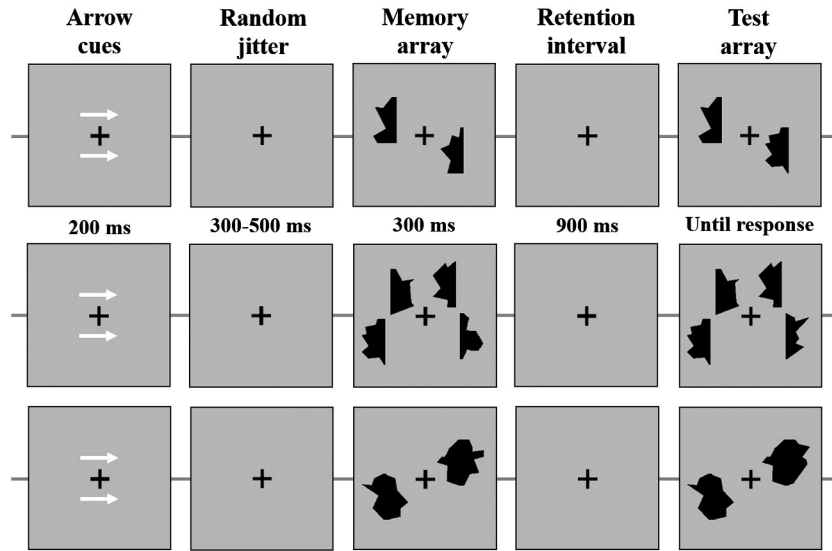 Arrow
cues
Random
jitter
Memory
array
Retention
interval
Test
array
200 ms
300-500 ms
300 ms
900 ms
Until response